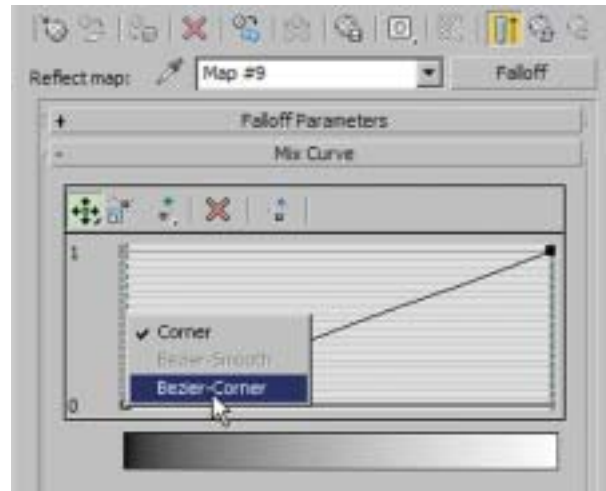 Reflect map: Map #9 Falloff
+ Falloff Parameters
- Mix Curve
1
Corner
Bezier-Smooth
Bezier-Corner
0